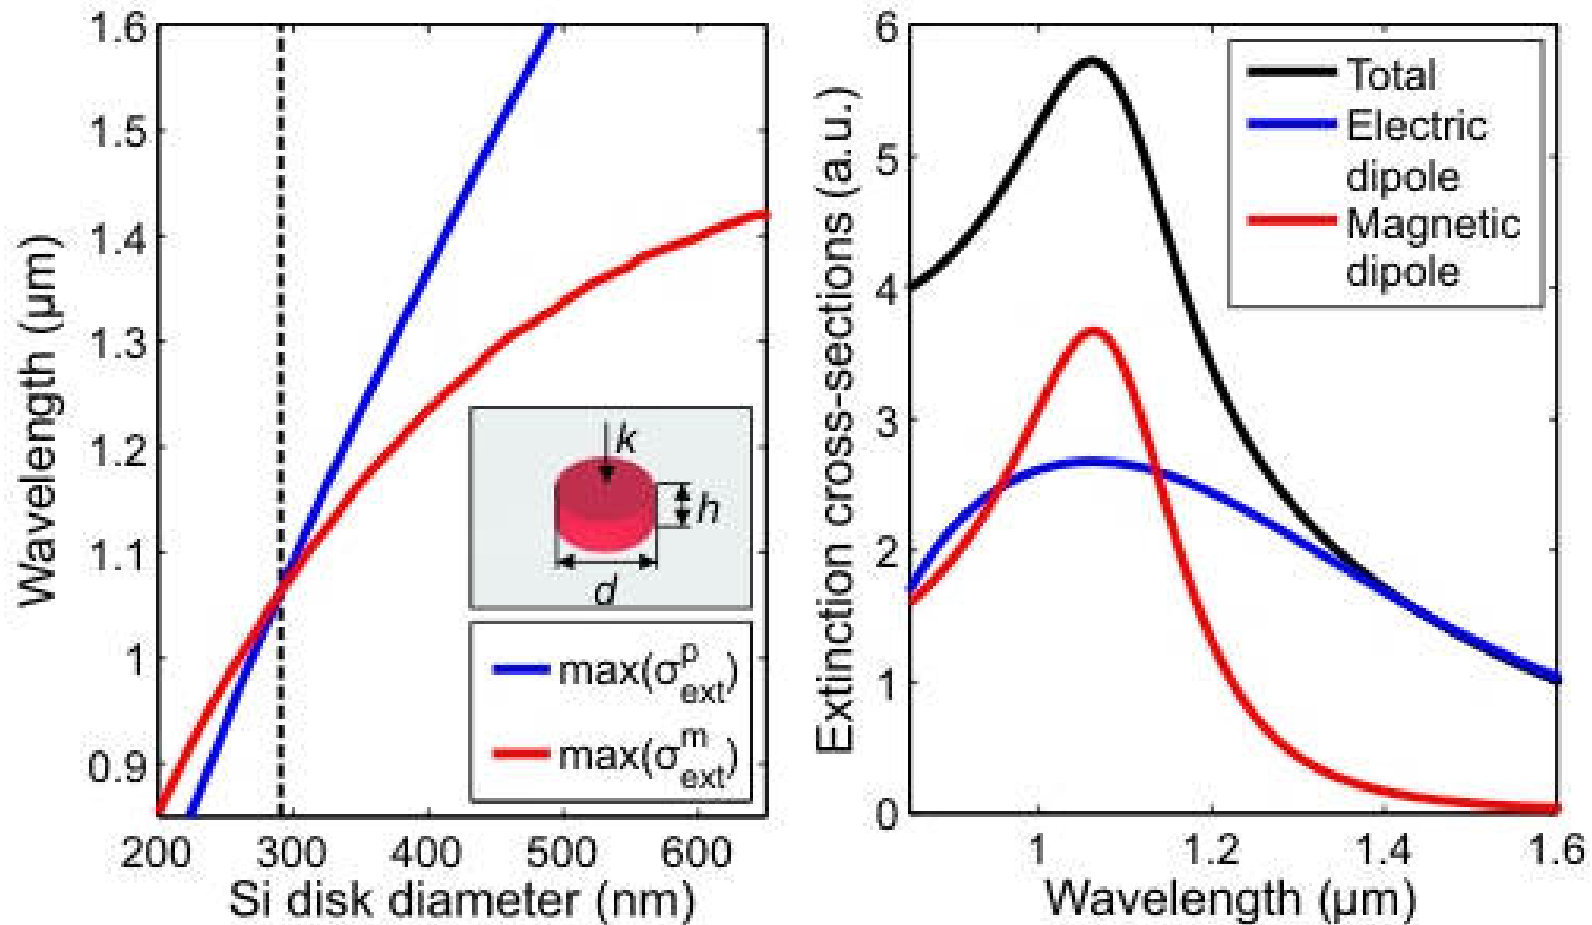 1.6
1.5
1.4
1.3
1.2
1.1
1
0.9
Wavelength (µm)
200 300 400 500 600
Si disk diameter (nm)
k
h
d
max(σ^p_ext)
max(σ^m_ext)
6
5
4
3
2
1
0
Extinction cross-sections (a.u.)
Total
Electric
dipole
Magnetic
dipole
1 1.2 1.4 1.6
Wavelength (µm)